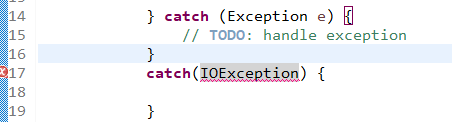 14 } catch (Exception e) {
15 // TODO: handle exception
16 }
17 catch(IOException) {
18
19 }